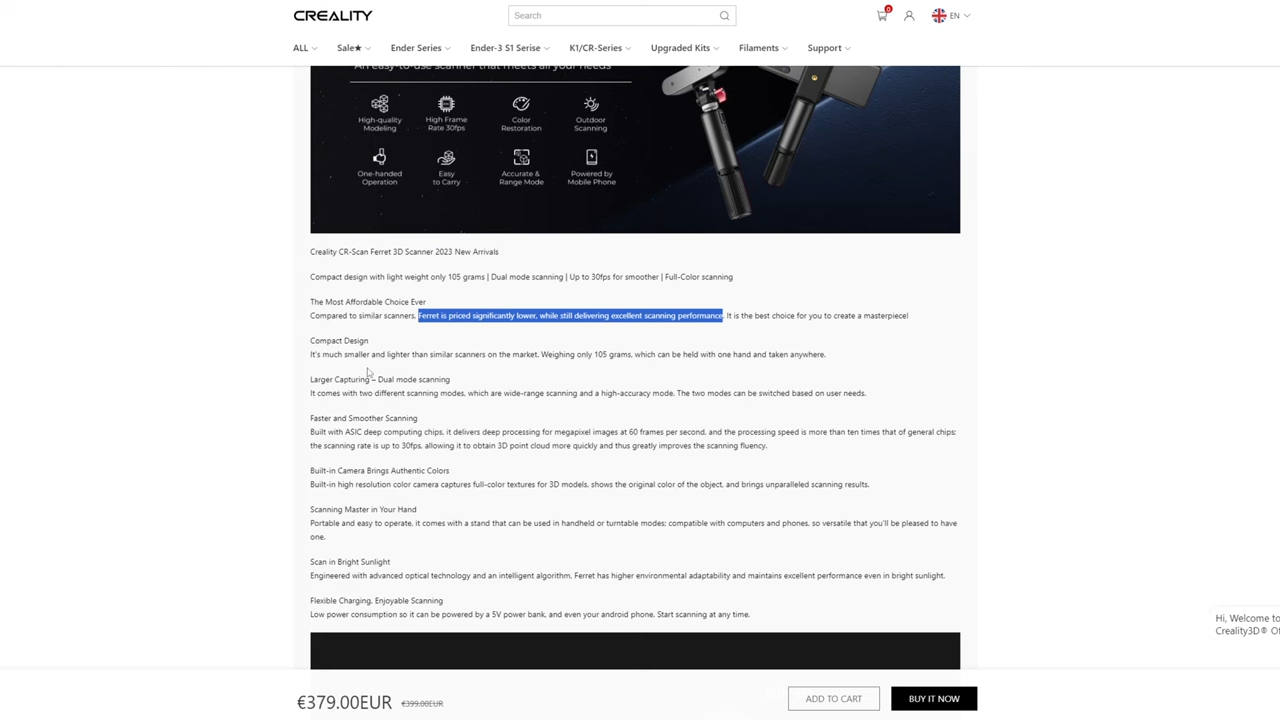 CREALITY
Search
0
EN
ALL
Sale★
Ender Series
Ender-3 S1 Serise
K1/CR-Series
Upgraded Kits
Filaments
Support
An easy-to-use scanner that meets all your needs
High-quality Modeling
High Frame Rate 30fps
Color Restoration
Outdoor Scanning
One-handed Operation
Easy to Carry
Accurate & Range Mode
Powered by Mobile Phone
Creality CR-Scan Ferret 3D Scanner 2023 New Arrivals
Compact design with light weight only 105 grams | Dual mode scanning | Up to 30fps for smoother | Full-Color scanning
The Most Affordable Choice Ever
Compared to similar scanners, Ferret is priced significantly lower, while still delivering excellent scanning performance. It is the best choice for you to create a masterpiece!
Compact Design
It's much smaller and lighter than similar scanners on the market. Weighing only 105 grams, which can be held with one hand and taken anywhere.
Larger Capturing – Dual mode scanning
It comes with two different scanning modes, which are wide-range scanning and a high-accuracy mode. The two modes can be switched based on user needs.
Faster and Smoother Scanning
Built with ASIC deep computing chips, it delivers deep processing for megapixel images at 60 frames per second, and the processing speed is more than ten times that of general chips;
the scanning rate is up to 30fps, allowing it to obtain 3D point cloud more quickly and thus greatly improves the scanning fluency.
Built-in Camera Brings Authentic Colors
Built-in high resolution color camera captures full-color textures for 3D models, shows the original color of the object, and brings unparalleled scanning results.
Scanning Master in Your Hand
Portable and easy to operate, it comes with a stand that can be used in handheld or turntable modes; compatible with computers and phones, so versatile that you'll be pleased to have
one.
Scan in Bright Sunlight
Engineered with advanced optical technology and an intelligent algorithm, Ferret has higher environmental adaptability and maintains excellent performance even in bright sunlight.
Flexible Charging, Enjoyable Scanning
Low power consumption so it can be powered by a 5V power bank, and even your android phone. Start scanning at any time.
Hi, Welcome to
Creality3D® Of
€379.00EUR
€399.00EUR
ADD TO CART
BUY IT NOW